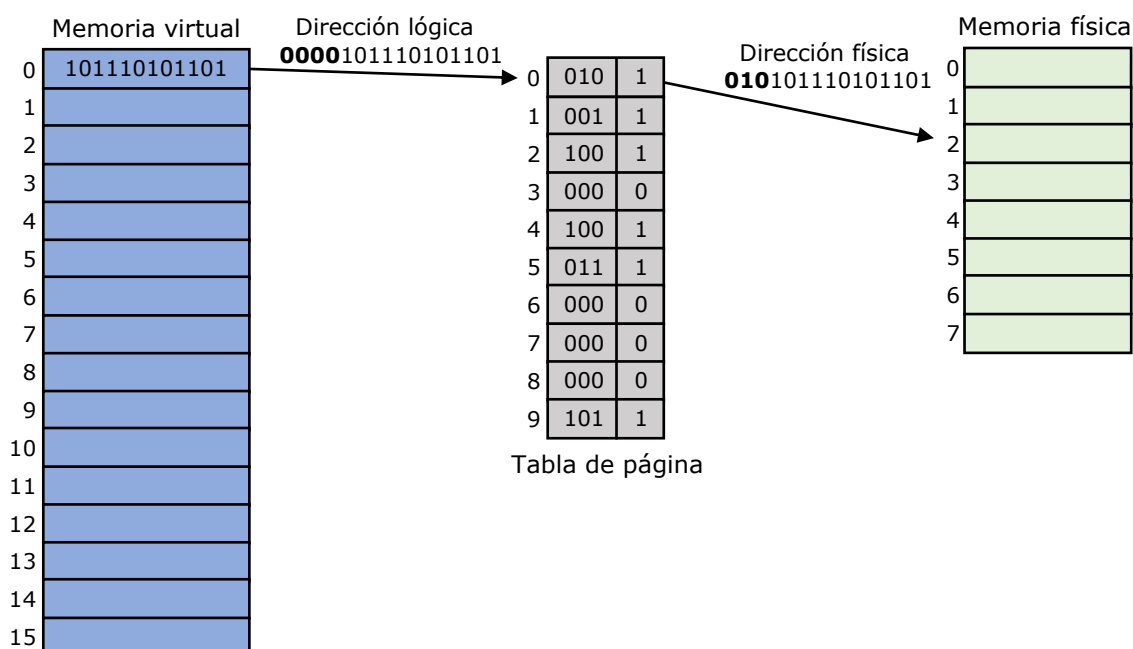 Memoria virtual
0 101110101101
1
2
3
4
5
6
7
8
9
10
11
12
13
14
15
Dirección lógica
0000101110101101
0 010 1
1 001 1
2 100 1
3 000 0
4 100 1
5 011 1
6 000 0
7 000 0
8 000 0
9 101 1
Tabla de página
Dirección física
010101110101101
Memoria física
0
1
2
3
4
5
6
7